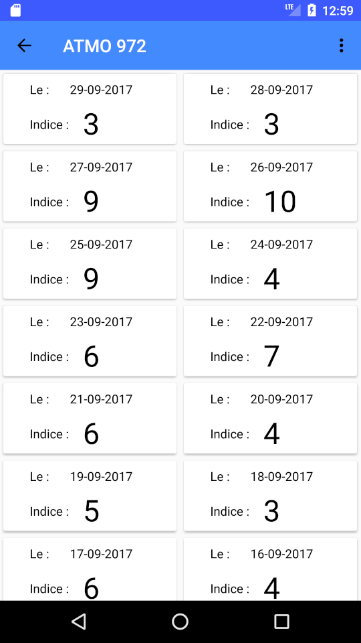 LTE 12:59
ATMO 972
Le : 29-09-2017 Le : 28-09-2017
Indice : 3 Indice : 3
Le : 27-09-2017 Le : 26-09-2017
Indice : 9 Indice : 10
Le : 25-09-2017 Le : 24-09-2017
Indice : 9 Indice : 4
Le : 23-09-2017 Le : 22-09-2017
Indice : 6 Indice : 7
Le : 21-09-2017 Le : 20-09-2017
Indice : 6 Indice : 4
Le : 19-09-2017 Le : 18-09-2017
Indice : 5 Indice : 3
Le : 17-09-2017 Le : 16-09-2017
Indice : 6 Indice : 4